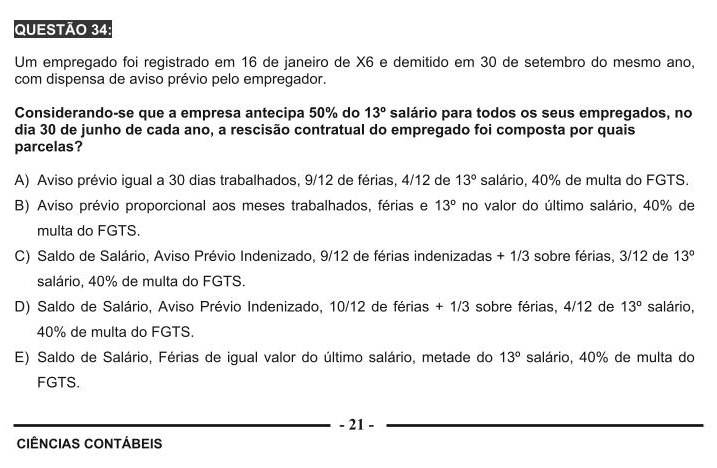 QUESTÃO 34:
Um empregado foi registrado em 16 de janeiro de X6 e demitido em 30 de setembro do mesmo ano,
com dispensa de aviso prévio pelo empregador.
Considerando-se que a empresa antecipa 50% do 13º salário para todos os seus empregados, no
dia 30 de junho de cada ano, a rescisão contratual do empregado foi composta por quais
parcelas?
A) Aviso prévio igual a 30 dias trabalhados, 9/12 de férias, 4/12 de 13º salário, 40% de multa do FGTS.
B) Aviso prévio proporcional aos meses trabalhados, férias e 13º no valor do último salário, 40% de
multa do FGTS.
C) Saldo de Salário, Aviso Prévio Indenizado, 9/12 de férias indenizadas + 1/3 sobre férias, 3/12 de 13º
salário, 40% de multa do FGTS.
D) Saldo de Salário, Aviso Prévio Indenizado, 10/12 de férias + 1/3 sobre férias, 4/12 de 13º salário,
40% de multa do FGTS.
E) Saldo de Salário, Férias de igual valor do último salário, metade do 13º salário, 40% de multa do
FGTS.
- 21 -
CIÊNCIAS CONTÁBEIS